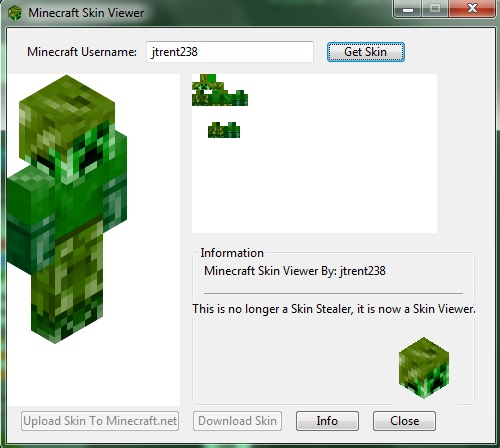 Minecraft Skin Viewer
Minecraft Username: jtrent238 Get Skin
Information
Minecraft Skin Viewer By: jtrent238
This is no longer a Skin Stealer, it is now a Skin Viewer.
Upload Skin To Minecraft.net Download Skin Info Close